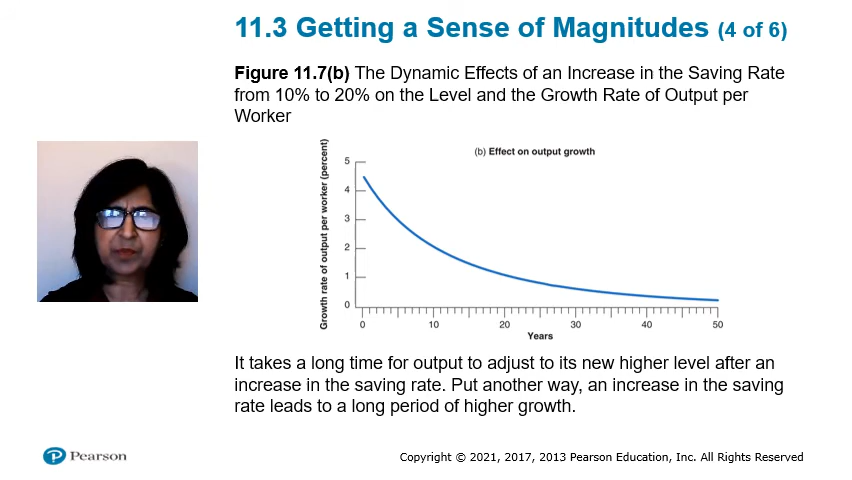 11.3 Getting a Sense of Magnitudes (4 of 6)
Figure 11.7(b) The Dynamic Effects of an Increase in the Saving Rate
from 10% to 20% on the Level and the Growth Rate of Output per
Worker
(b) Effect on output growth
Growth rate of output per worker (percent)
5
4
3
2
1
0
0 10 20 30 40 50
Years
It takes a long time for output to adjust to its new higher level after an
increase in the saving rate. Put another way, an increase in the saving
rate leads to a long period of higher growth.
Pearson
Copyright © 2021, 2017, 2013 Pearson Education, Inc. All Rights Reserved